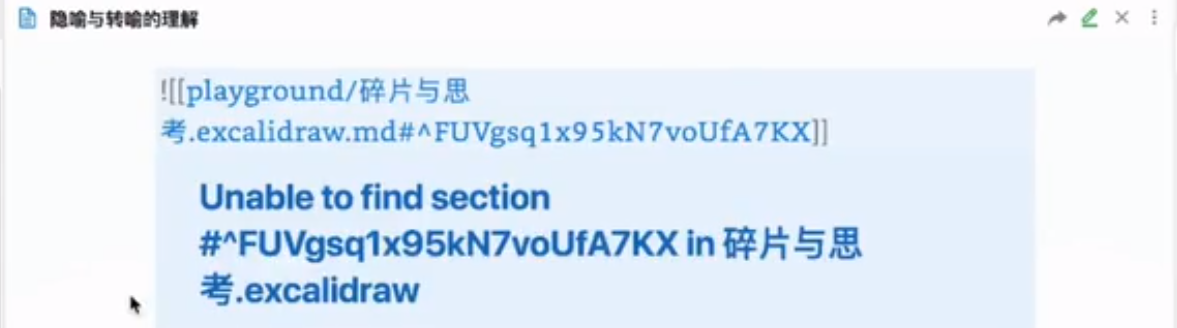 隐喻与转喻的理解
![[playground/碎片与思
考.excalidraw.md#^FUVgsq1x95kN7voUfA7KX]]
Unable to find section
#^FUVgsq1x95kN7voUfA7KX in 碎片与思
考.excalidraw